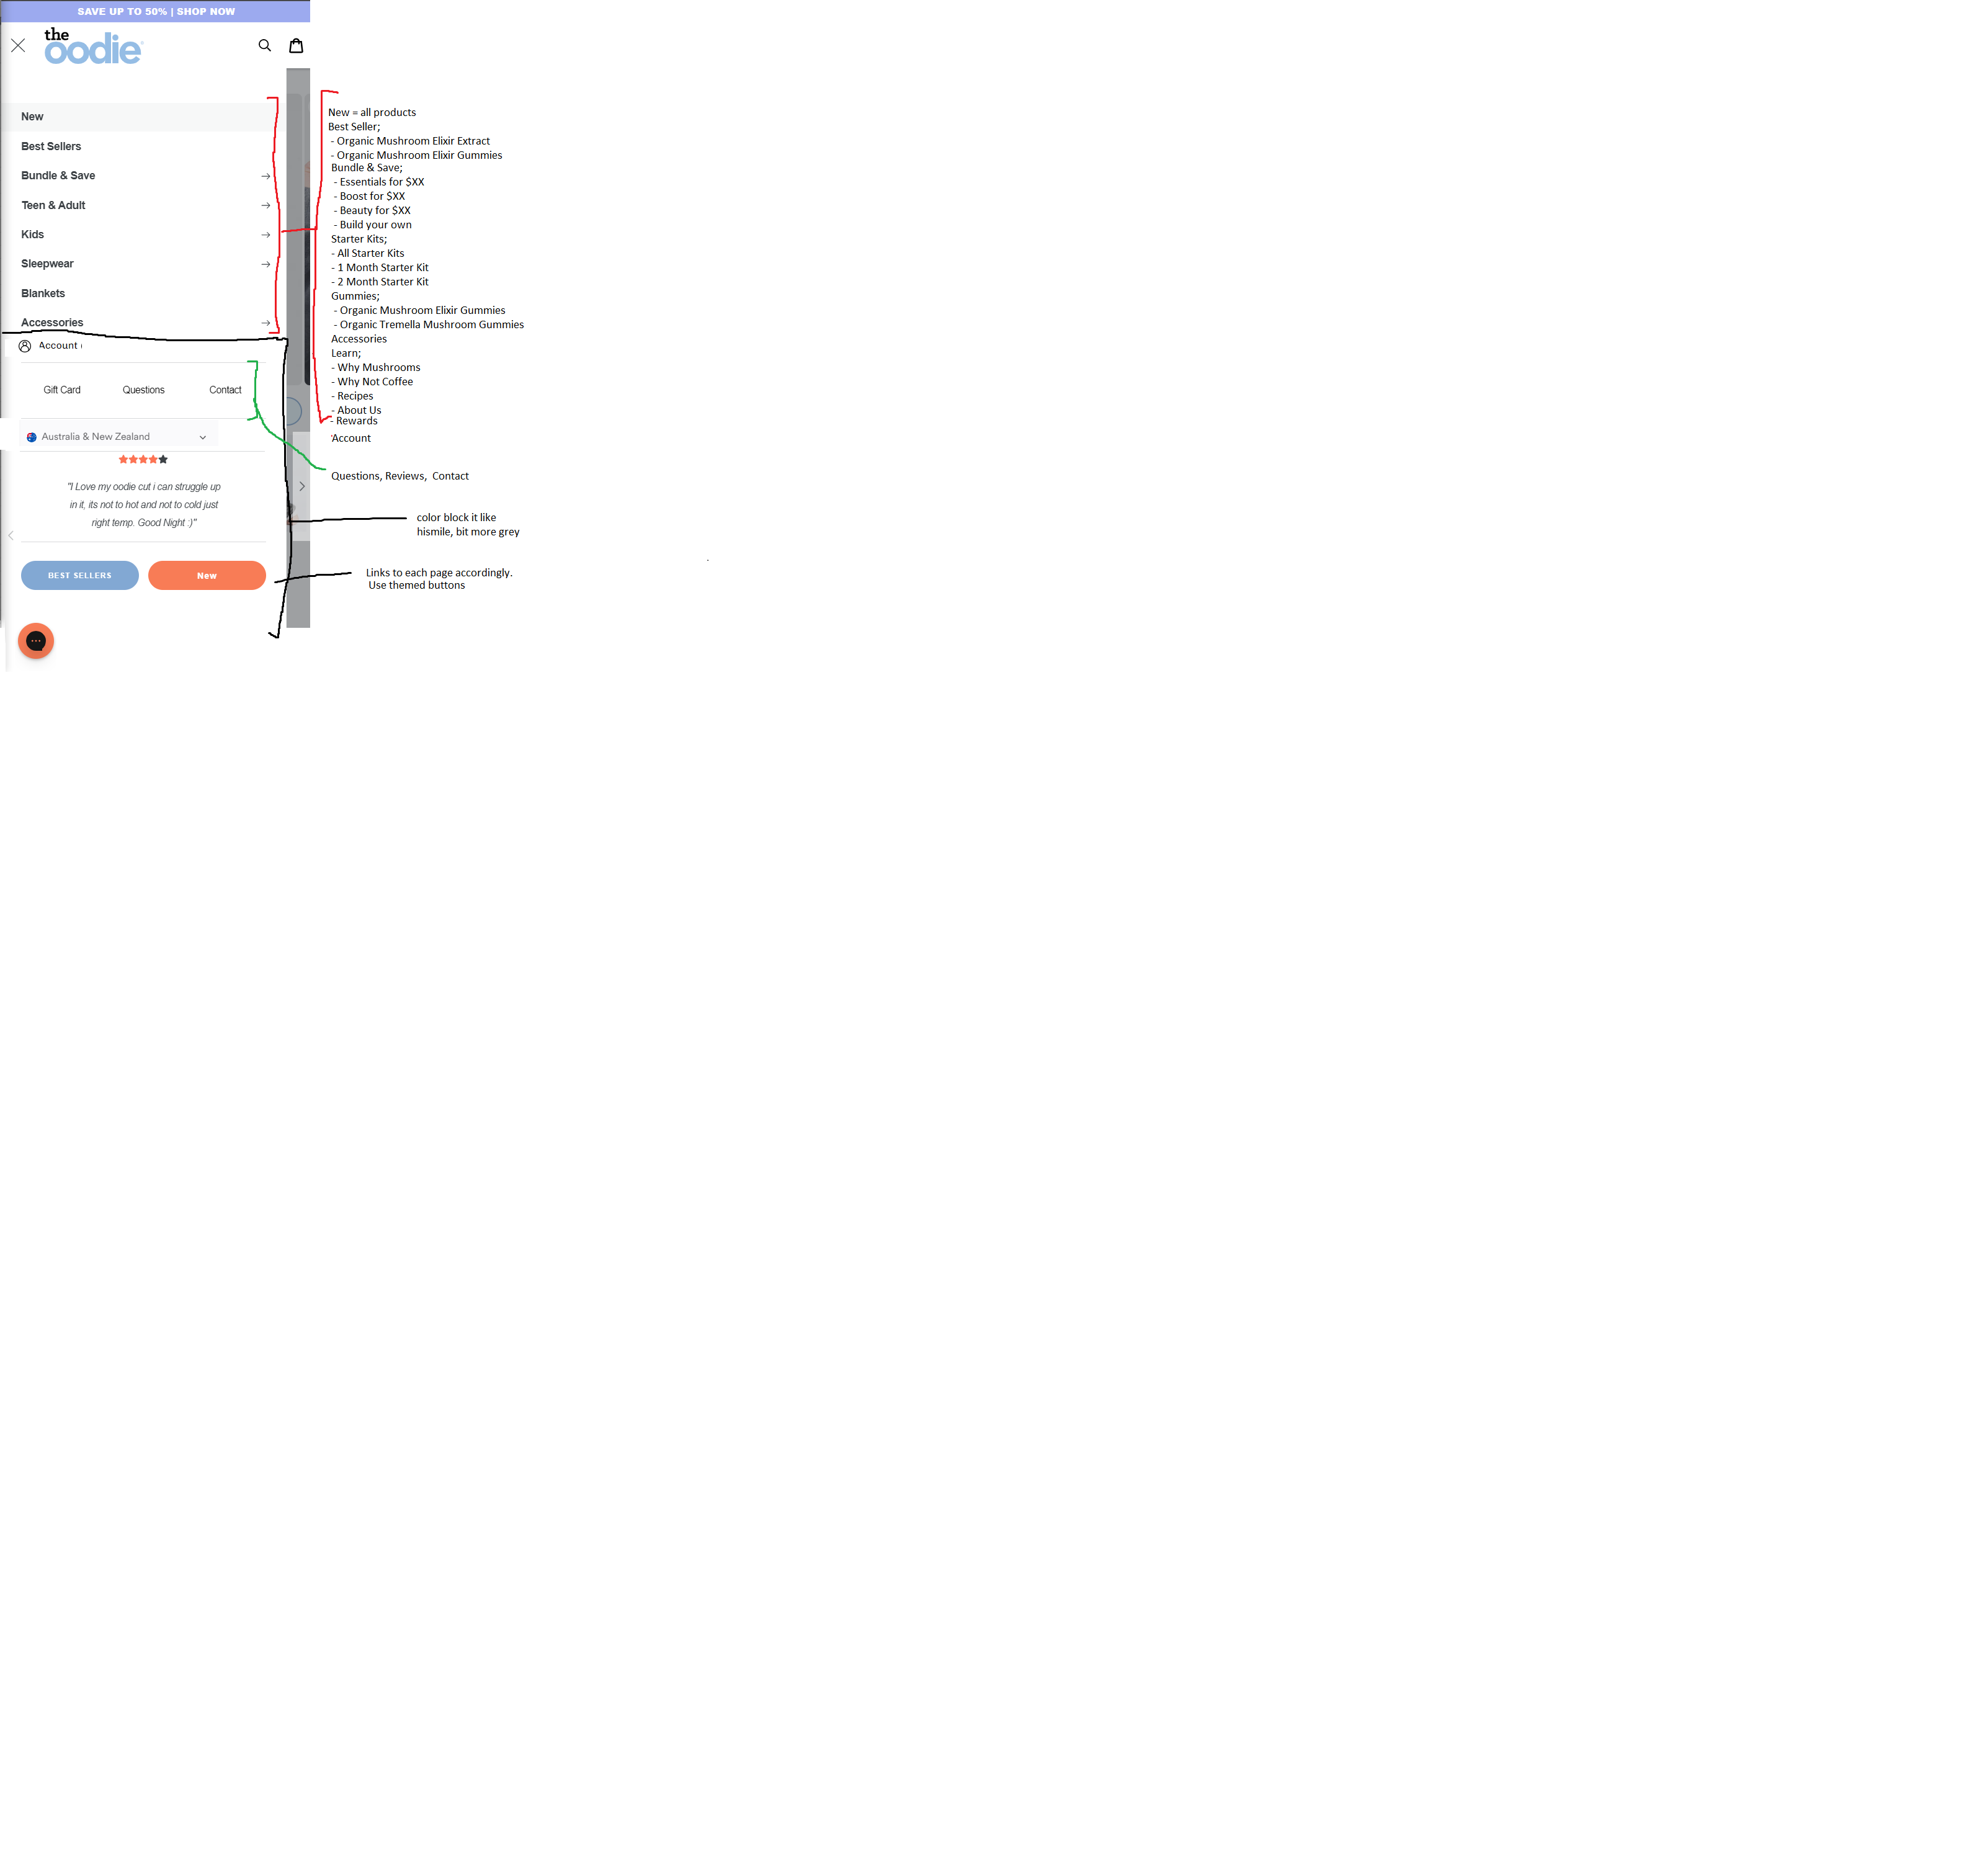 SAVE UP TO 50% | SHOP NOW
the
oodie
New
Best Sellers
Bundle & Save
Teen & Adult
Kids
Sleepwear
Blankets
Accessories
Account
Gift Card Questions Contact
Australia & New Zealand
"I Love my oodie cut i can struggle up
in it, its not to hot and not to cold just
right temp. Good Night :)"
BEST SELLERS New
New = all products
Best Seller;
- Organic Mushroom Elixir Extract
- Organic Mushroom Elixir Gummies
Bundle & Save;
- Essentials for $XX
- Boost for $XX
- Beauty for $XX
- Build your own
Starter Kits;
- All Starter Kits
- 1 Month Starter Kit
- 2 Month Starter Kit
Gummies;
- Organic Mushroom Elixir Gummies
- Organic Tremella Mushroom Gummies
Accessories
Learn;
- Why Mushrooms
- Why Not Coffee
- Recipes
- About Us
- Rewards
Account
Questions, Reviews, Contact
color block it like
hismile, bit more grey
Links to each page accordingly.
Use themed buttons